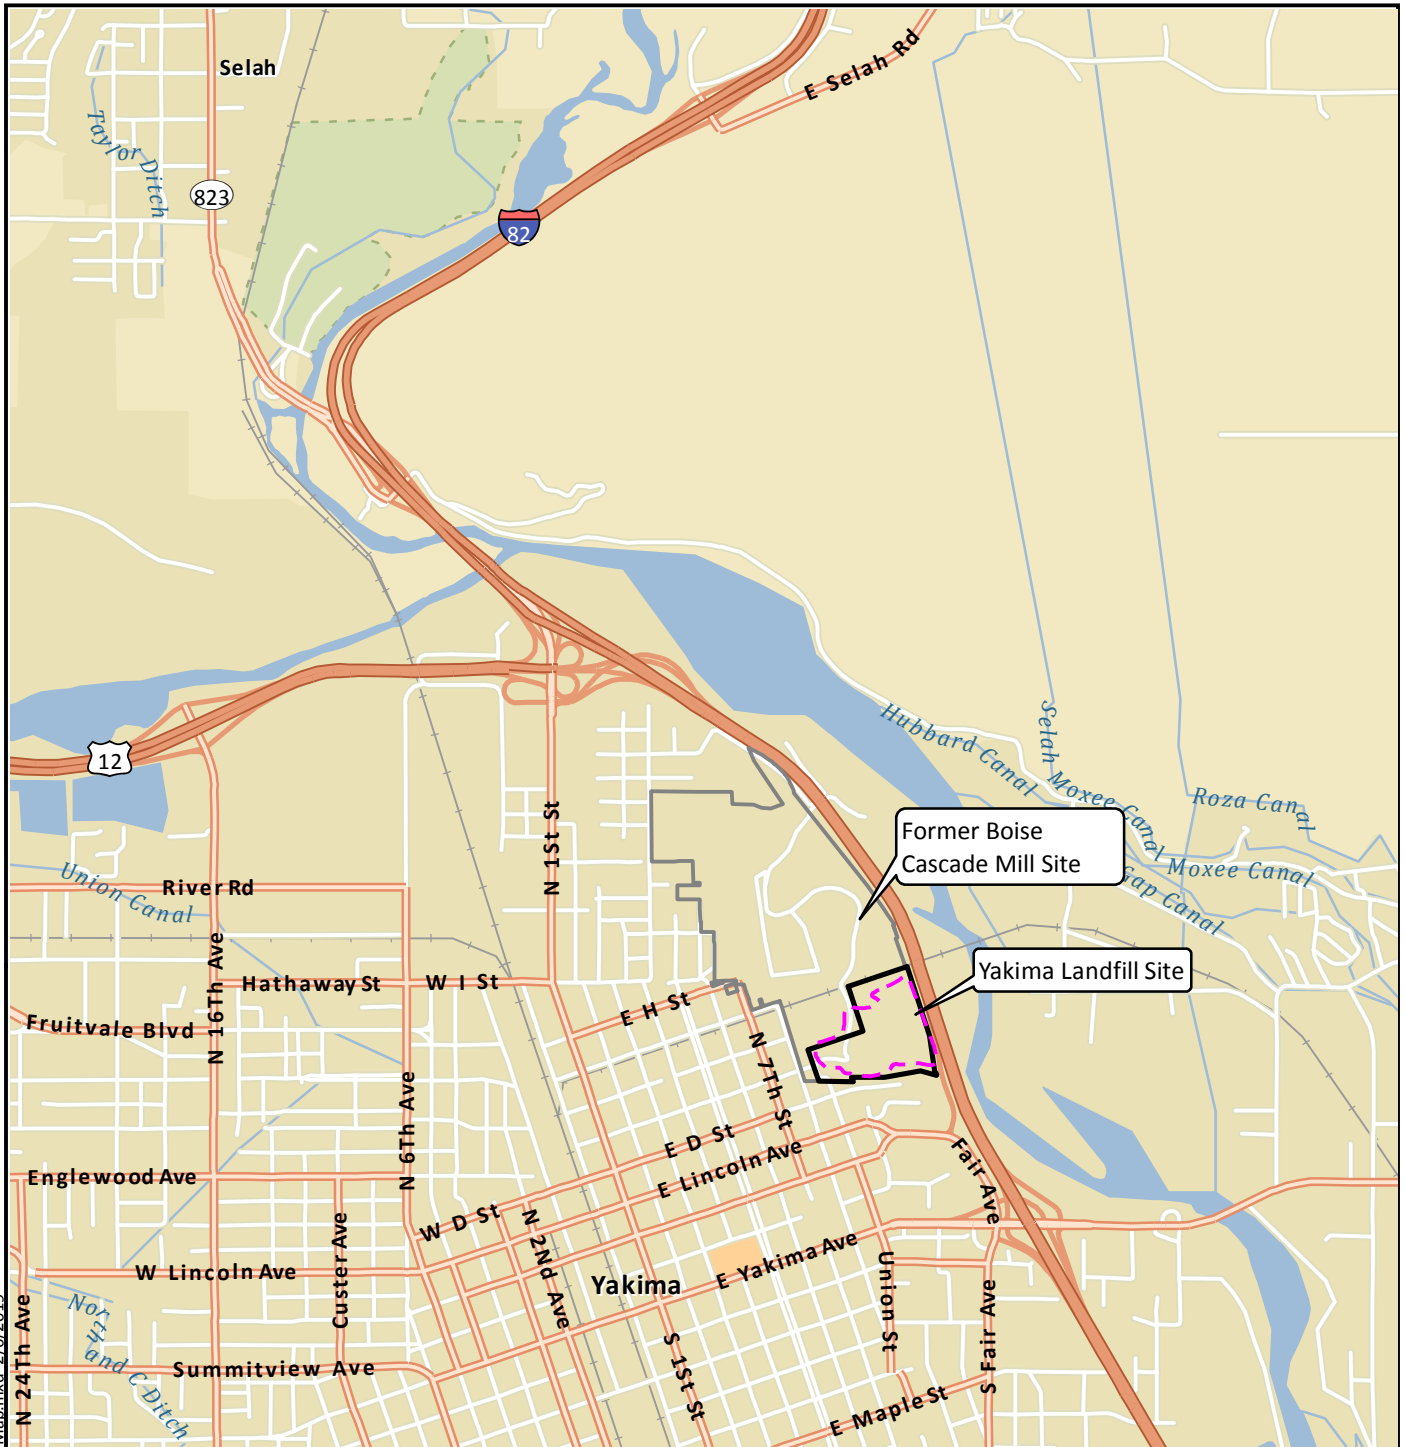 Selah
E Selah Rd
Taylor Ditch
823
82
12
Hubbard Canal
Selah Moxee Canal
Roza Canal
Moxee Canal
Gap Canal
Former Boise
Cascade Mill Site
Yakima Landfill Site
N 1St St
Union Canal
River Rd
N 16Th Ave
Hathaway St
W I St
E H St
Fruitvale Blvd
N 7Th St
N 6Th Ave
E D St
E Lincoln Ave
Fair Ave
Englewood Ave
W D St
N 2Nd Ave
Custer Ave
E Yakima Ave
Union St
W Lincoln Ave
Yakima
North
and C Ditch
N 24Th Ave
S 1St St
S Fair Ave
Summitview Ave
E Maple St